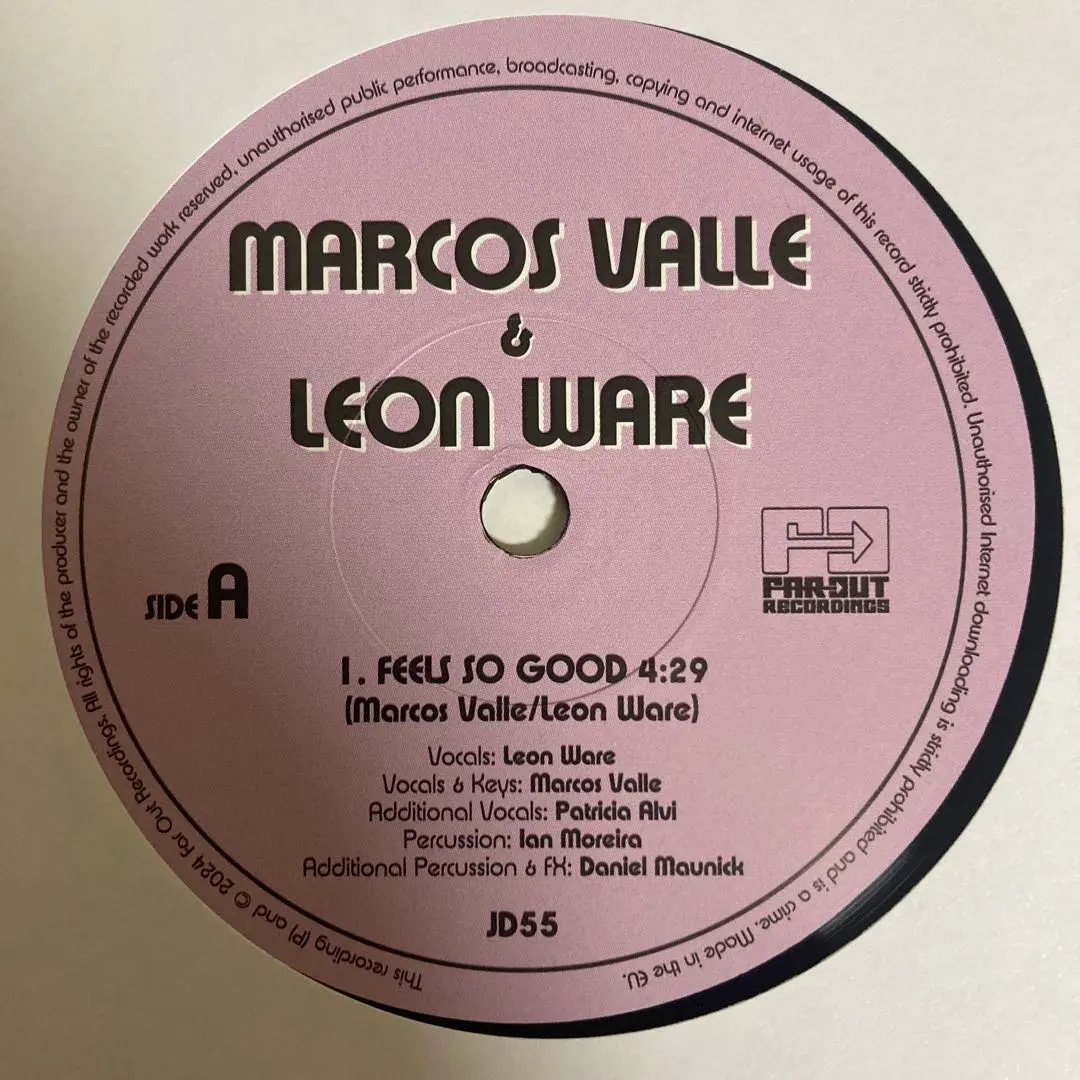 MARCOS VALLE
&
LEON WARE
SIDE A
FAR OUT
RECORDINGS
1. FEELS SO GOOD 4:29
(Marcos Valle/Leon Ware)
Vocals: Leon Ware
Vocals & Keys: Marcos Valle
Additional Vocals: Patricia Alvi
Percussion: Ian Moreira
Additional Percussion & FX: Daniel Maunick
JD55
This recording (P) and © 2024 Far Out Recordings. All rights of the producer and the owner of the recorded work reserved, unauthorised public performance, broadcasting, copying and internet usage of this record strictly prohibited. Unauthorised Internet downloading is strictly prohibited and is a crime. Made in the EU.